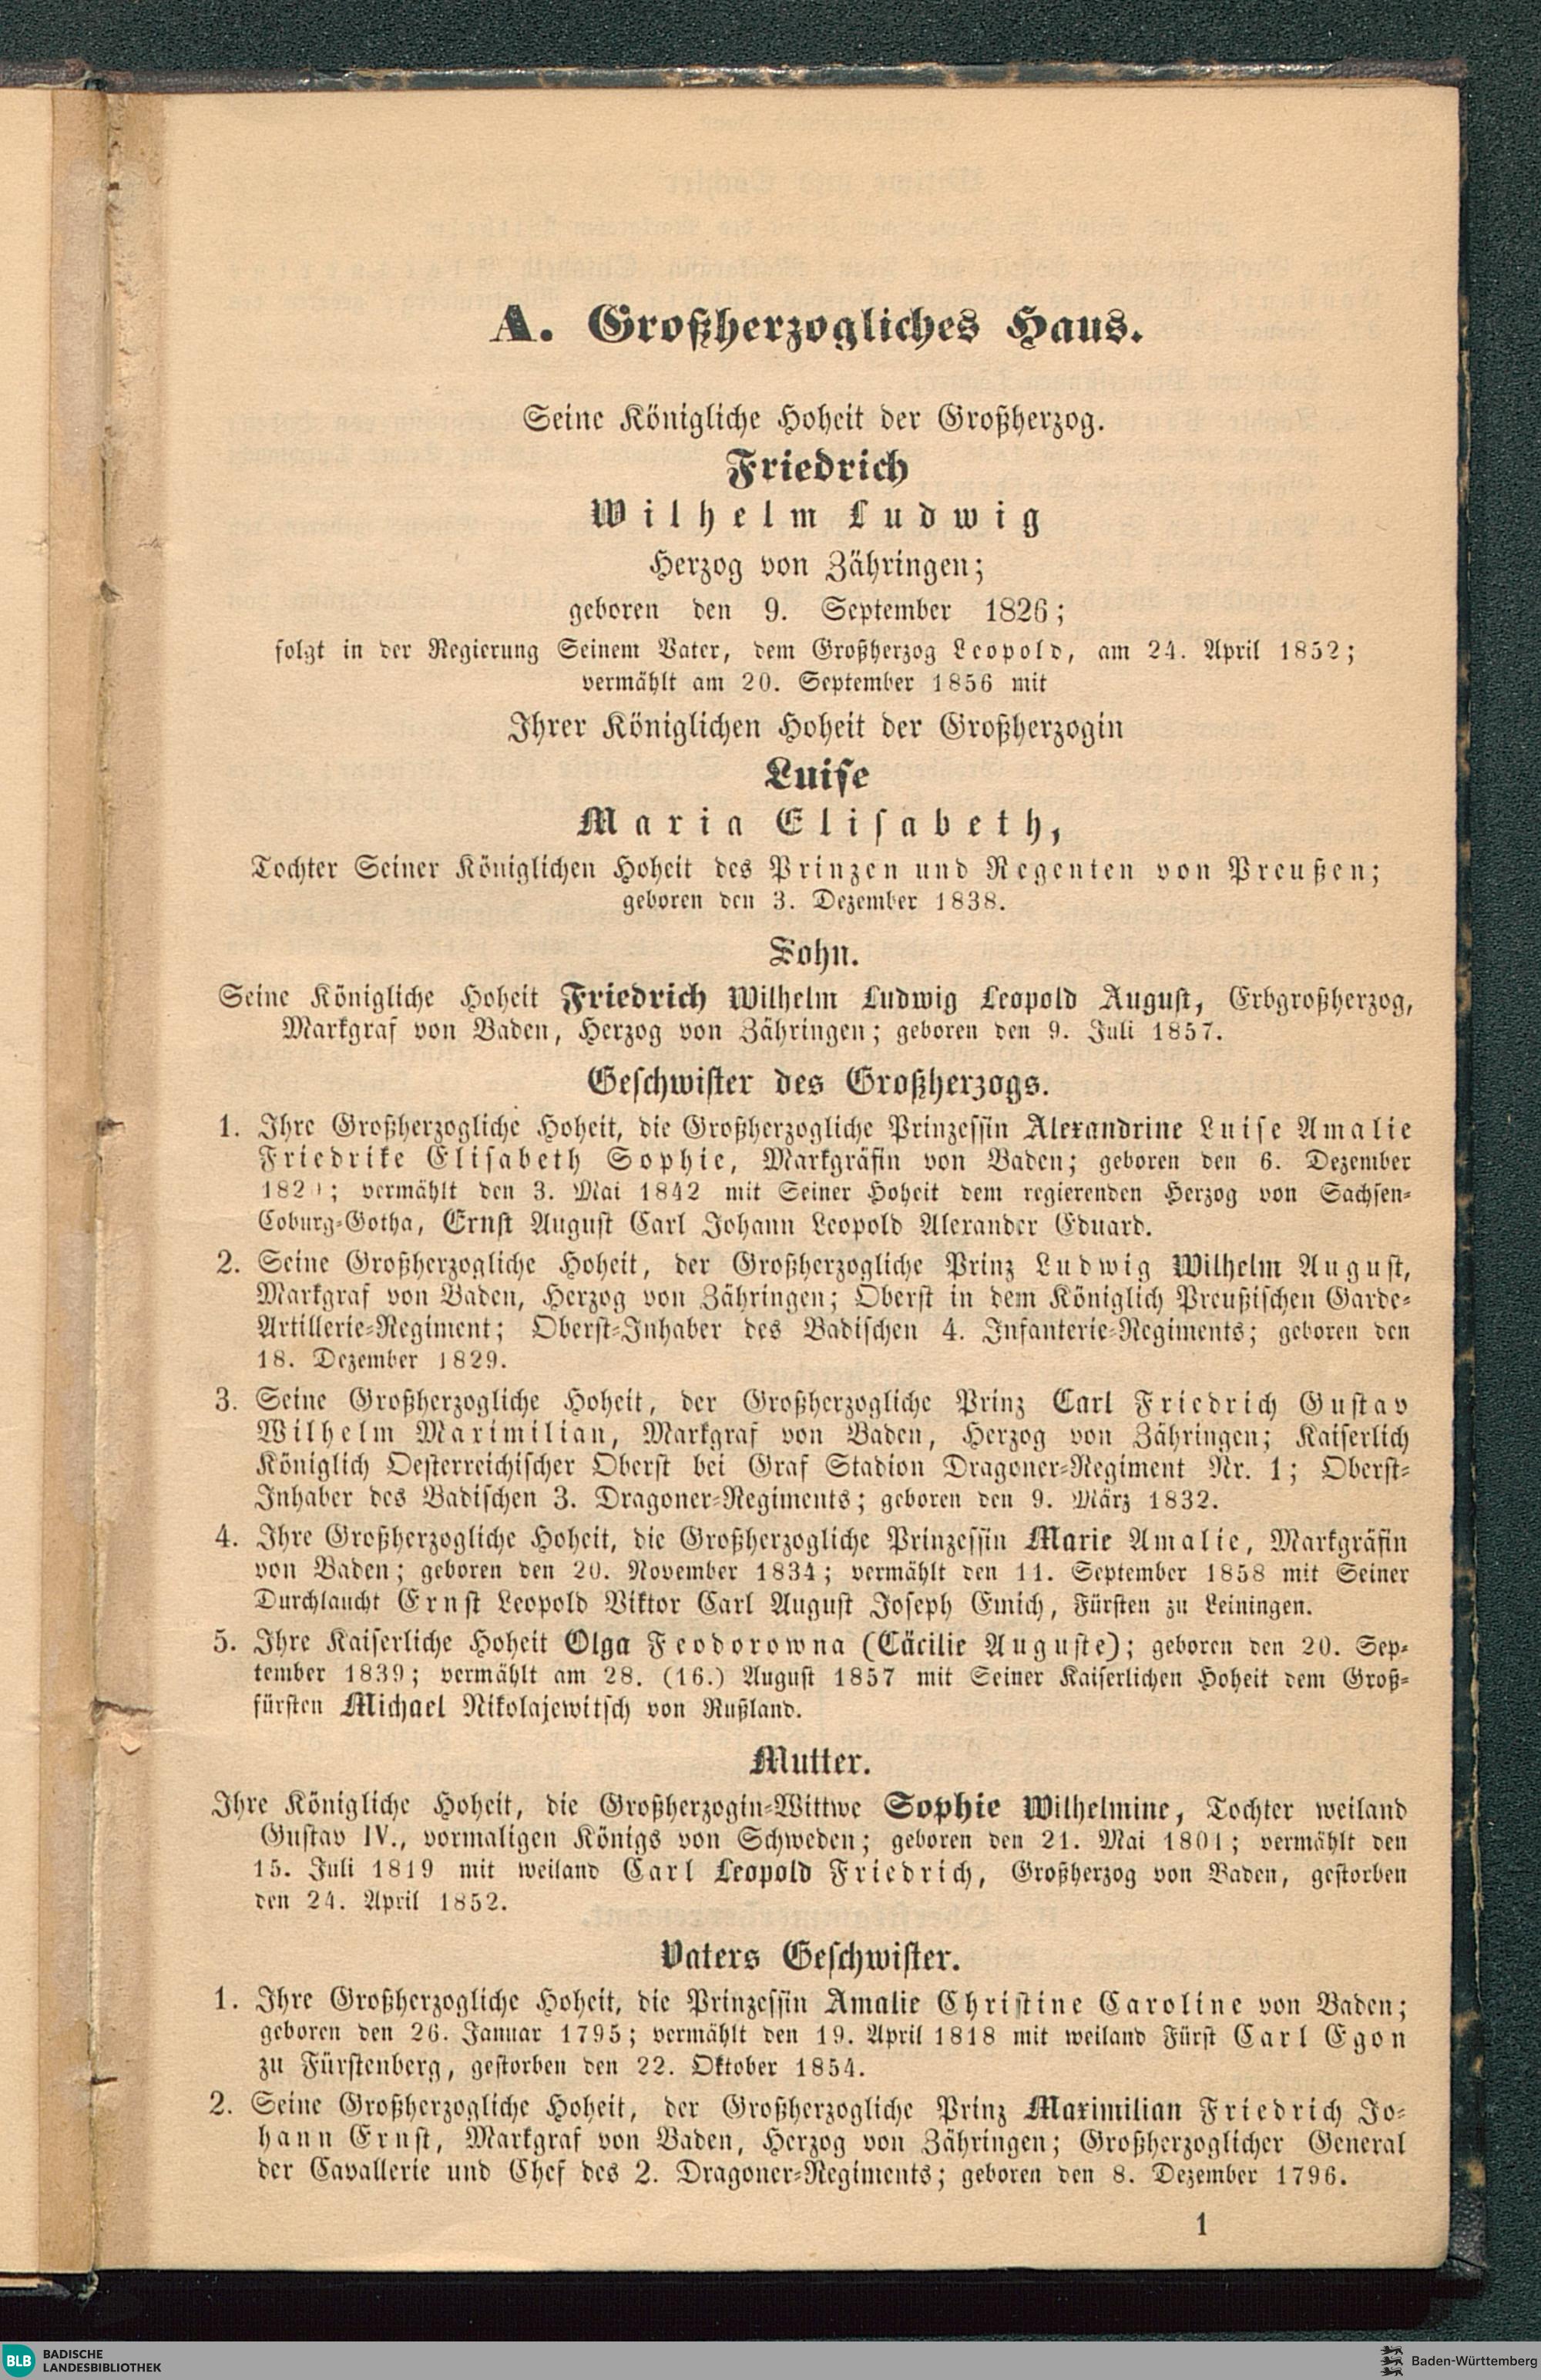 A. Großherzogliches Haus.
Seine Königliche Hoheit der Großherzog.
Friedrich
Wilhelm Ludwig
Herzog von Zähringen;
geboren den 9. September 1826;
folgt in der Regierung Seinem Vater, dem Großherzog Leopold, am 24. April 1852;
vermählt am 20. September 1856 mit
Ihrer Königlichen Hoheit der Großherzogin
Luise
Maria Elisabeth,
Tochter Seiner Königlichen Hoheit des Prinzen und Regenten von Preußen;
geboren den 3. Dezember 1838.
Sohn.
Seine Königliche Hoheit Friedrich Wilhelm Ludwig Leopold August, Erbgroßherzog,
Markgraf von Baden, Herzog von Zähringen; geboren den 9. Juli 1857.
Geschwister des Großherzogs.
1. Ihre Großherzogliche Hoheit, die Großherzogliche Prinzessin Alexandrine Luise Amalie
Friedrike Elisabeth Sophie, Markgräfin von Baden; geboren den 6. Dezember
; vermählt den 3. Mai 1842 mit Seiner Hoheit dem regierenden Herzog von Sachsen-
Coburg-Gotha, Ernst August Carl Johann Leopold Alexander Eduard.
2. Seine Großherzogliche Hoheit, der Großherzogliche Prinz Ludwig Wilhelm August,
Markgraf von Baden, Herzog von Zähringen; Oberst in dem Königlich Preußischen Garde-
Artillerie-Regiment; Oberst-Inhaber des Badischen 4. Infanterie-Regiments; geboren den
18. Dezember 1829.
3. Seine Großherzogliche Hoheit, der Großherzogliche Prinz Carl Friedrich Gustav
Wilhelm Maximilian, Markgraf von Baden, Herzog von Zähringen; Kaiserlich
Königlich Oesterreichischer Oberst bei Graf Stadion Dragoner-Regiment Nr. 1; Oberst-
Inhaber des Badischen 3. Dragoner-Regiments; geboren den 9. März 1832.
4. Ihre Großherzogliche Hoheit, die Großherzogliche Prinzessin Marie Amalie, Markgräfin
von Baden; geboren den 20. November 1834; vermählt den 11. September 1858 mit Seiner
Durchlaucht Ernst Leopold Viktor Carl August Joseph Emich, Fürsten zu Leiningen.
5. Ihre Kaiserliche Hoheit Olga Feodorowna (Cäcilie Auguste); geboren den 20. Sep-
tember 1839; vermählt am 28. (16.) August 1857 mit Seiner Kaiserlichen Hoheit dem Groß-
fürsten Michael Nikolajewitsch von Rußland.
Mutter.
Ihre Königliche Hoheit, die Großherzogin-Wittwe Sophie Wilhelmine, Tochter weiland
Gustav IV., vormaligen Königs von Schweden; geboren den 21. Mai 1801; vermählt den
15. Juli 1819 mit weiland Carl Leopold Friedrich, Großherzog von Baden, gestorben
den 24. April 1852.
Vaters Geschwister.
1. Ihre Großherzogliche Hoheit, die Prinzessin Amalie Christine Caroline von Baden;
geboren den 26. Januar 1795; vermählt den 19. April 1818 mit weiland Fürst Carl Egon
zu Fürstenberg, gestorben den 22. Oktober 1854.
2. Seine Großherzogliche Hoheit, der Großherzogliche Prinz Maximilian Friedrich Jo-
hann Ernst, Markgraf von Baden, Herzog von Zähringen; Großherzoglicher General
der Cavallerie und Chef des 2. Dragoner-Regiments; geboren den 8. Dezember 1796.
1
BLB BADISCHE
LANDESBIBLIOTHEK
Baden-Württemberg